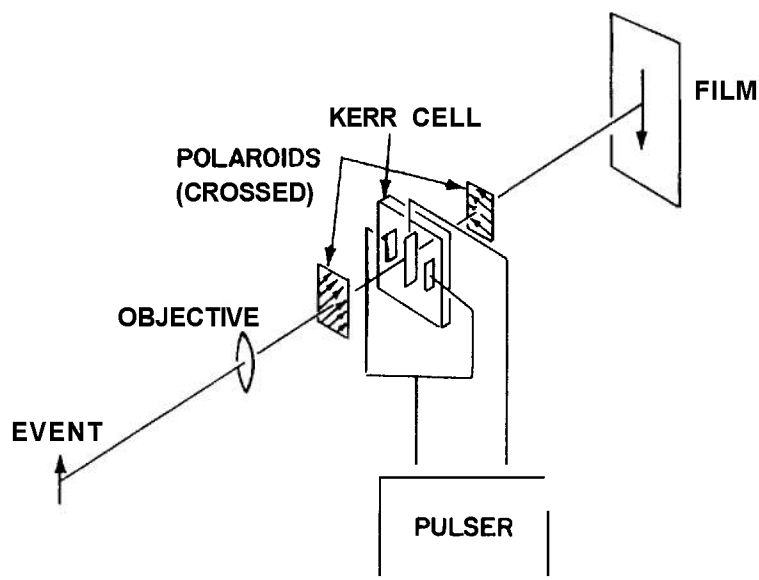 FILM
KERR CELL
POLAROIDS
(CROSSED)
OBJECTIVE
EVENT
PULSER